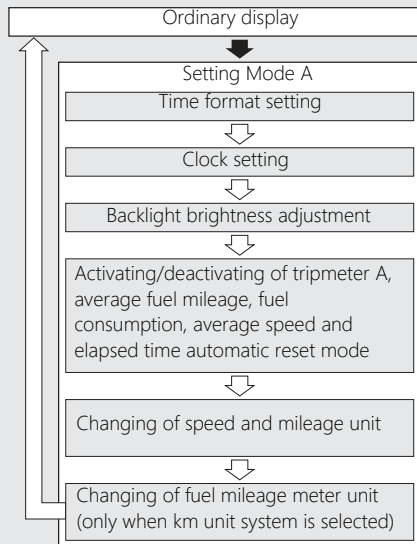 Ordinary display
Setting Mode A
Time format setting
Clock setting
Backlight brightness adjustment
Activating/deactivating of tripmeter A,
average fuel mileage, fuel
consumption, average speed and
elapsed time automatic reset mode
Changing of speed and mileage unit
Changing of fuel mileage meter unit
(only when km unit system is selected)